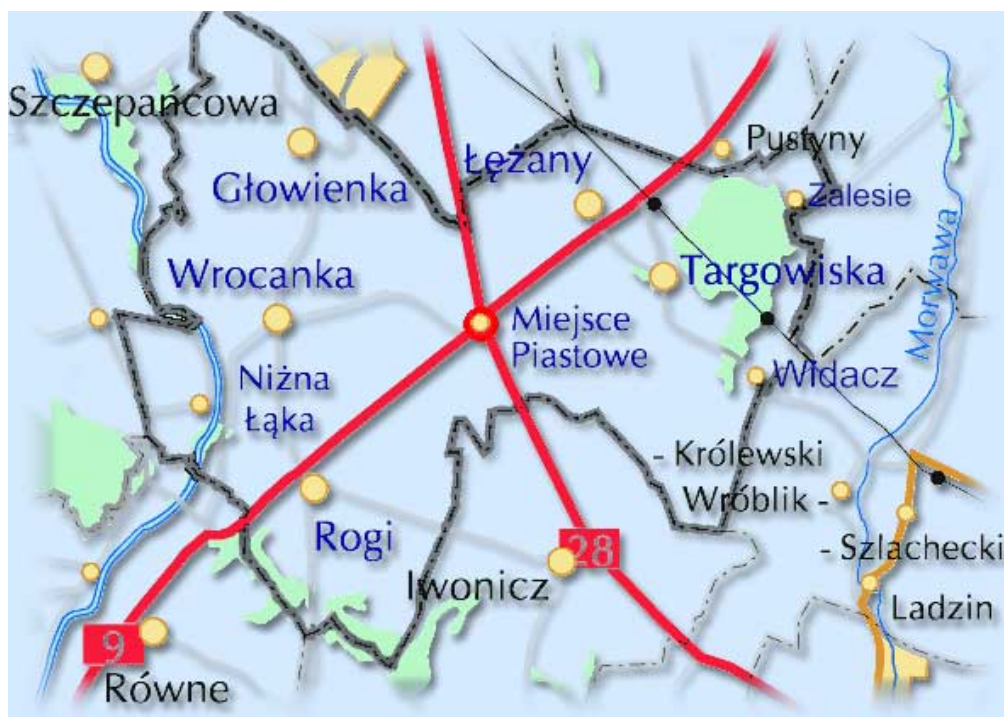 Szczepańcowa
Pustyny
Łężany
Głowienka
Zalesie
Morwawa
Wrocanka
Targowiska
Miejsce
Piastowe
Niżna
Łąka
Widacz
- Królewski
Wróblik -
Rogi
28
- Szlachecki
Iwonicz
Ladzin
9
Równe